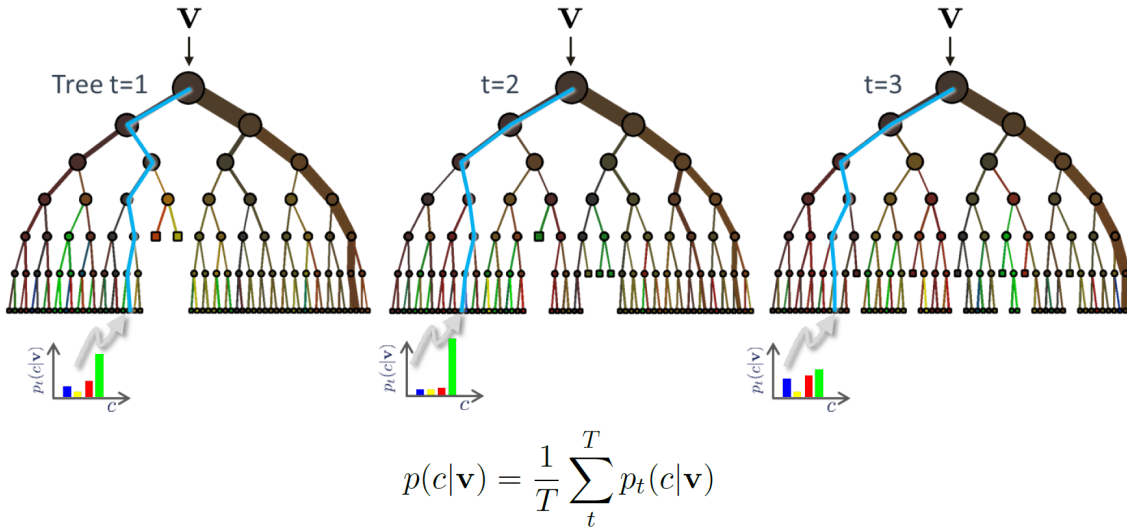 v v v
Tree t=1 t=2 t=3
p_t(c|v) p_t(c|v) p_t(c|v)
c c c
p(c|v) = \frac{1}{T} \sum_{t}^{T} p_t(c|v)